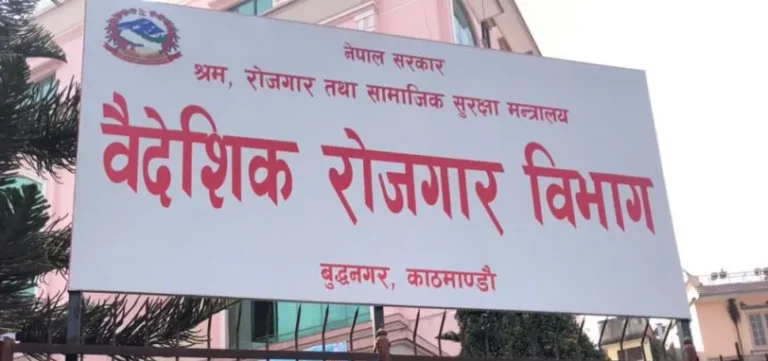 नेपाल सरकार
श्रम, रोजगार तथा सामाजिक सुरक्षा मन्त्रालय
वैदेशिक रोजगार विभाग
बुद्धनगर, काठमाण्डौ